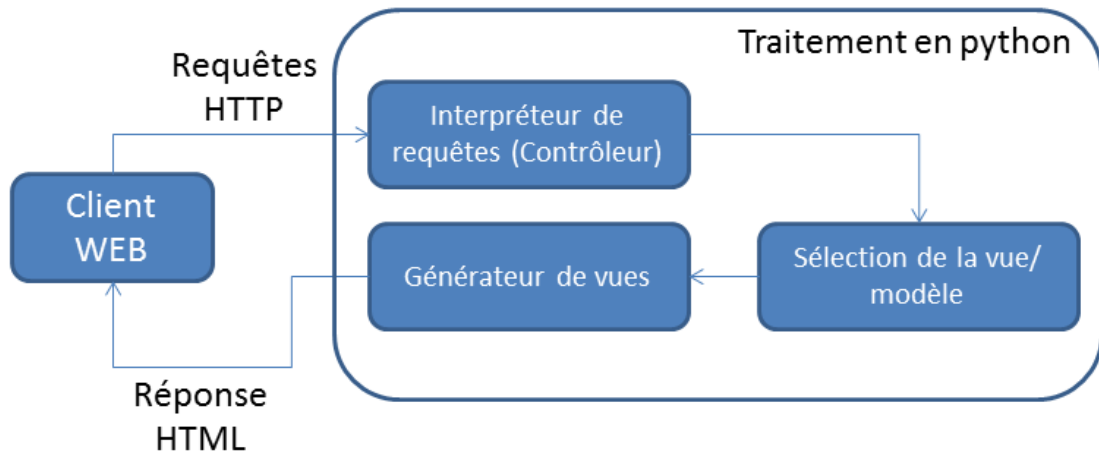 Traitement en python
Requêtes
HTTP
Interpréteur de
requêtes (Contrôleur)
Client
WEB
Générateur de vues
Sélection de la vue/
modèle
Réponse
HTML